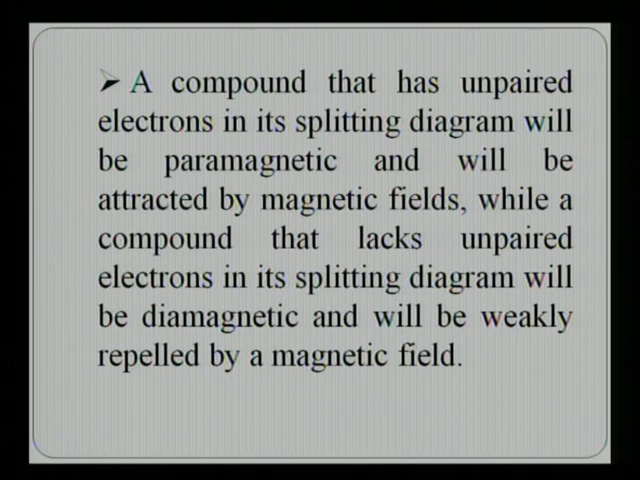 ➢ A compound that has unpaired
electrons in its splitting diagram will
be paramagnetic and will be
attracted by magnetic fields, while a
compound that lacks unpaired
electrons in its splitting diagram will
be diamagnetic and will be weakly
repelled by a magnetic field.